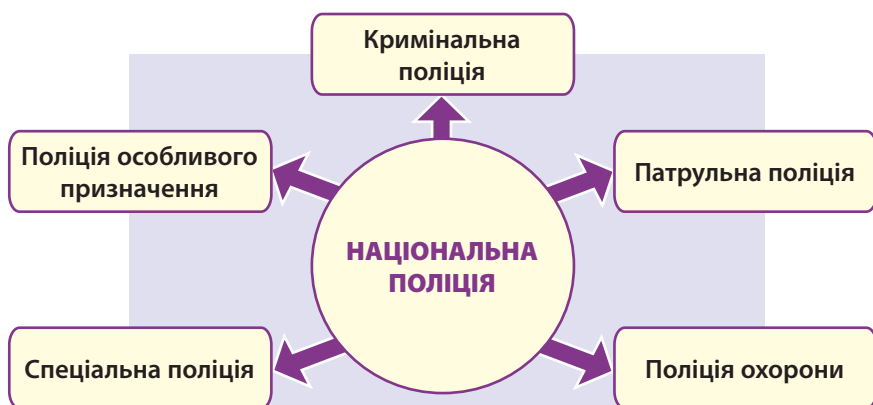 Кримінальна
поліція
Поліція особливого
призначення
Патрульна поліція
НАЦІОНАЛЬНА
ПОЛІЦІЯ
Спеціальна поліція
Поліція охорони